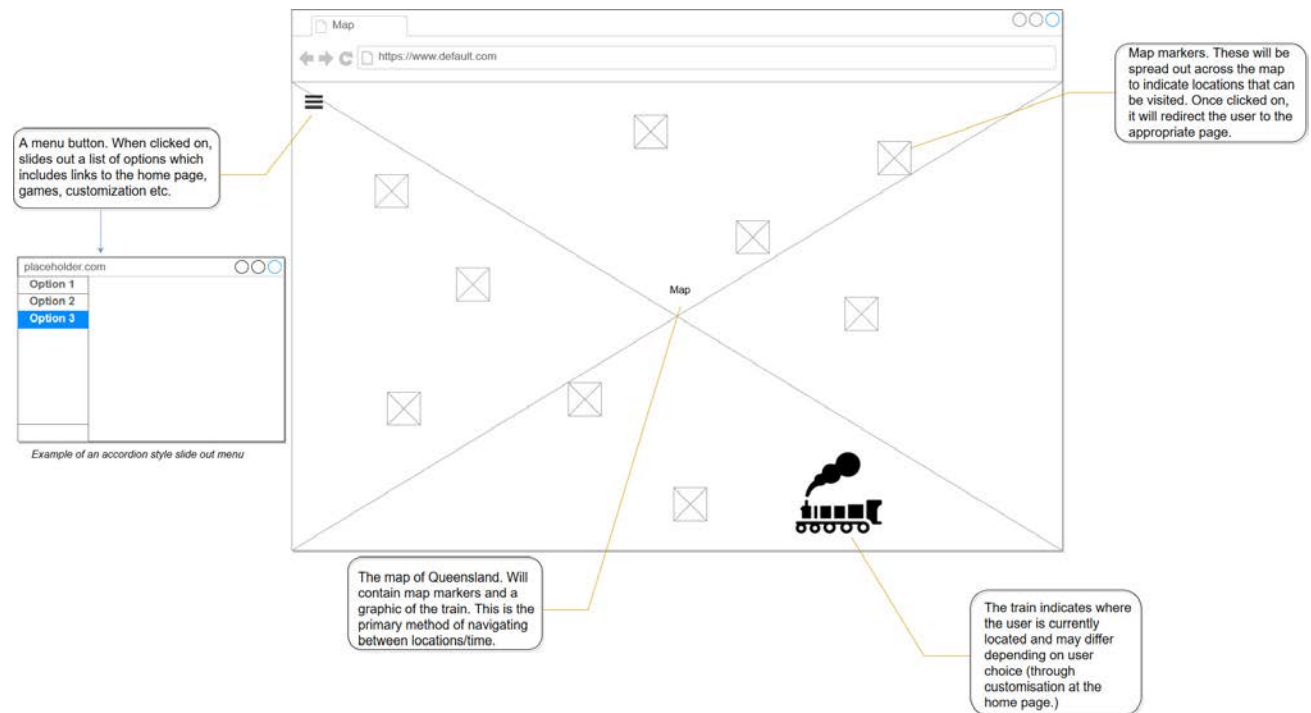 Map
https://www.default.com
Map markers. These will be
spread out across the map
to indicate locations that can
be visited. Once clicked on,
it will redirect the user to the
appropriate page.
A menu button. When clicked on,
slides out a list of options which
includes links to the home page,
games, customization etc.
placeholder.com
Option 1
Option 2
Option 3
Example of an accordion style slide out menu
Map
The map of Queensland. Will
contain map markers and a
graphic of the train. This is the
primary method of navigating
between locations/time.
The train indicates where
the user is currently
located and may differ
depending on user
choice (through
customisation at the
home page.)